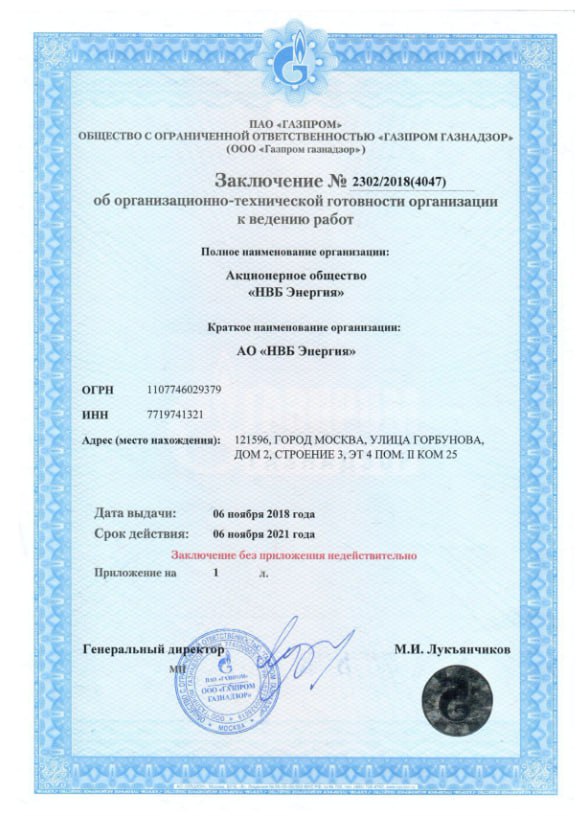 ПАО «ГАЗПРОМ»
ОБЩЕСТВО С ОГРАНИЧЕННОЙ ОТВЕТСТВЕННОСТЬЮ «ГАЗПРОМ ГАЗНАДЗОР»
(ООО «Газпром газнадзор»)
Заключение № 2302/2018(4047)
об организационно-технической готовности организации
к ведению работ
Полное наименование организации:
Акционерное общество
«НВБ Энергия»
Краткое наименование организации:
АО «НВБ Энергия»
ОГРН 1107746029379
ИНН 7719741321
Адрес (место нахождения): 121596, ГОРОД МОСКВА, УЛИЦА ГОРБУНОВА,
ДОМ 2, СТРОЕНИЕ 3, ЭТ 4 ПОМ. II КОМ 25
Дата выдачи: 06 ноября 2018 года
Срок действия: 06 ноября 2021 года
Заключение без приложения недействительно
Приложение на 1 л.
Генеральный директор М.И. Лукъянчиков
МП
ПАО «ГАЗПРОМ»
ООО «ГАЗПРОМ
ГАЗНАДЗОР»
МОСКВА